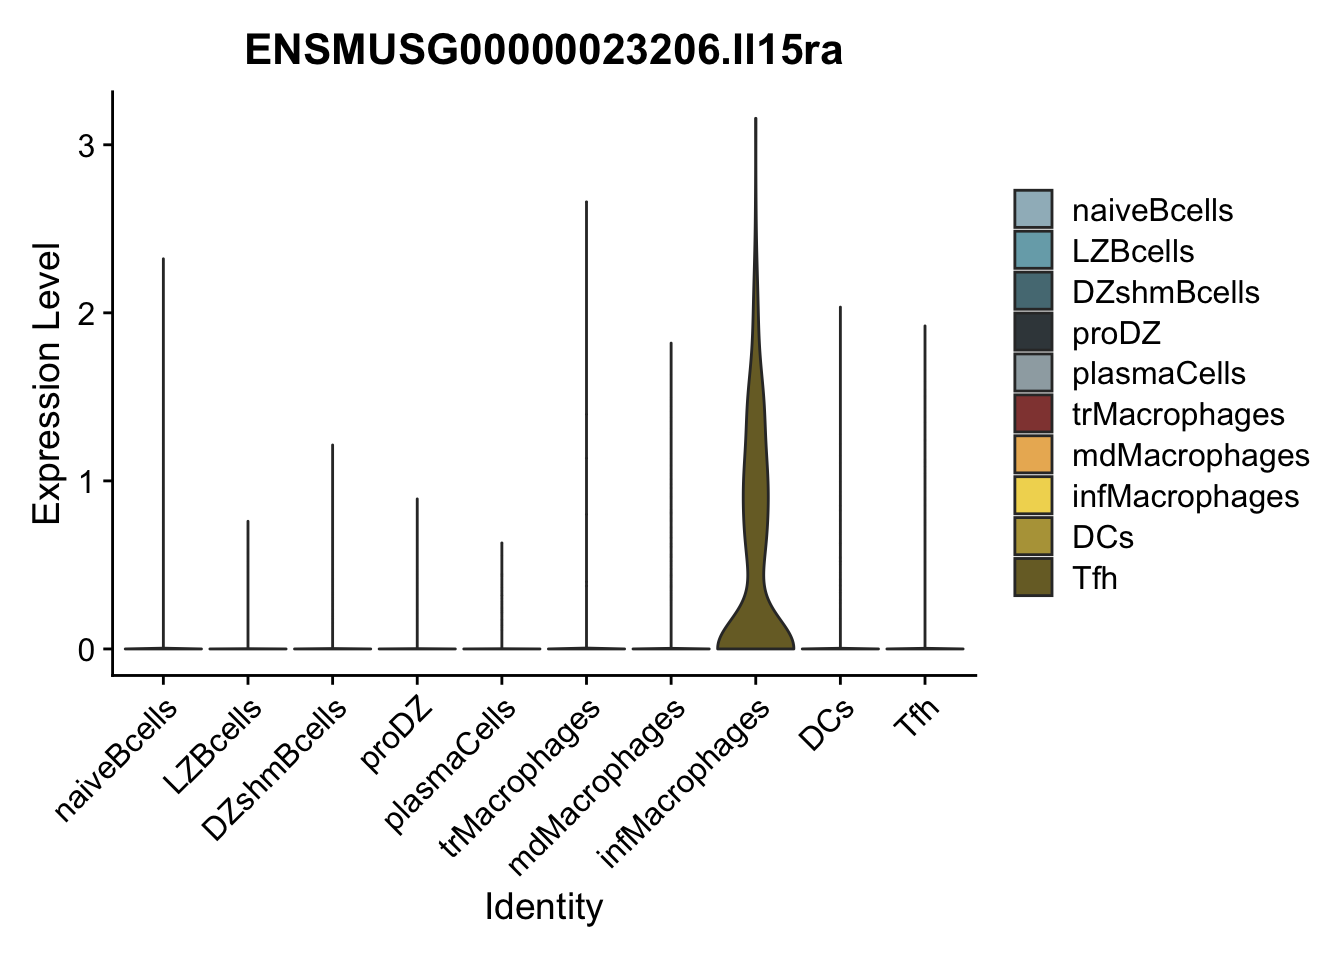 ENSMUSG00000023206.Il15ra
Expression Level
3
2
1
0
naiveBcells
LZBcells
DZshmBcells
proDZ
plasmaCells
trMacrophages
mdMacrophages
infMacrophages
DCs
Tfh
Identity
naiveBcells
LZBcells
DZshmBcells
proDZ
plasmaCells
trMacrophages
mdMacrophages
infMacrophages
DCs
Tfh